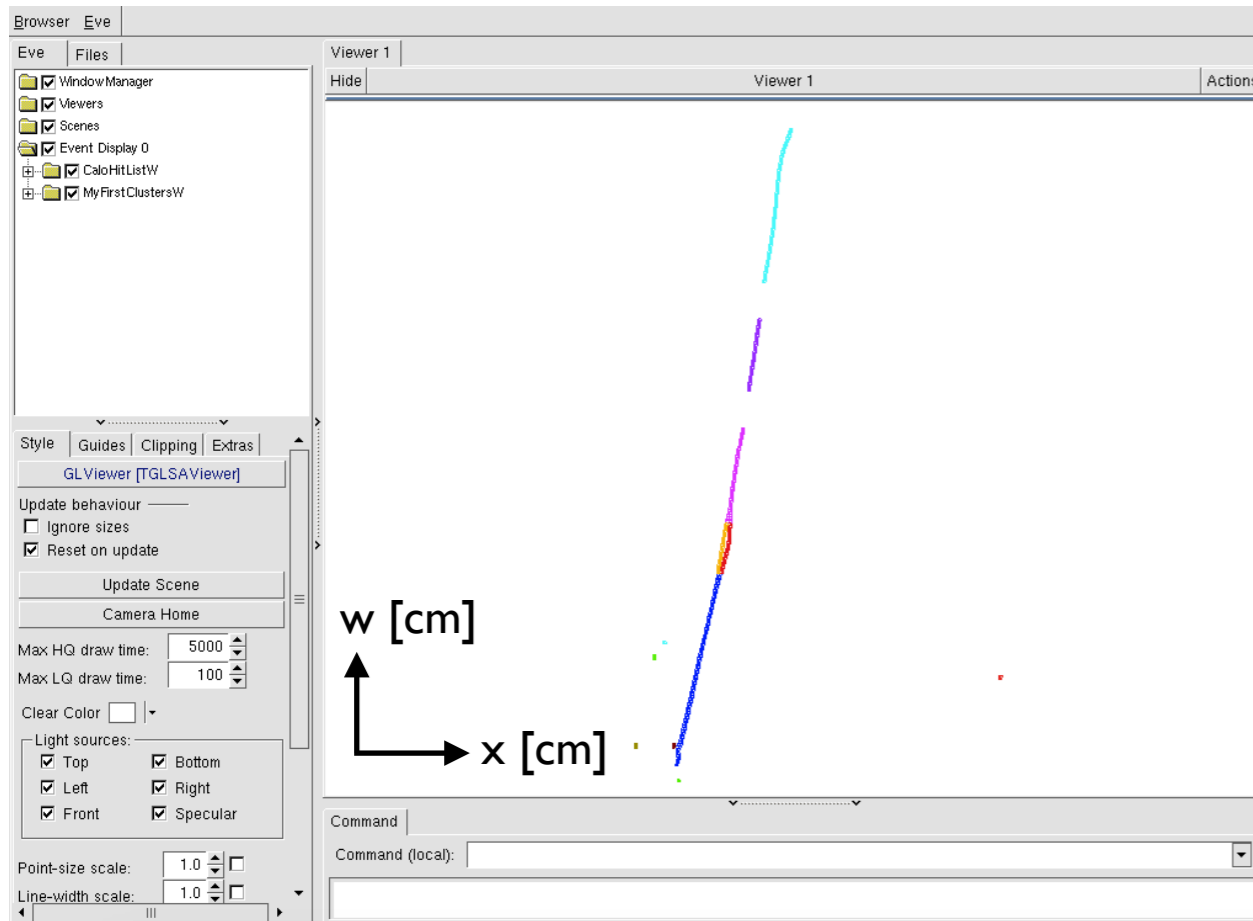 Browser Eve
Eve Files
WindowManager
Viewers
Scenes
Event Display 0
CaloHitListW
MyFirstClustersW
Style Guides Clipping Extras
GLViewer [TGLSAViewer]
Update behaviour
Ignore sizes
Reset on update
Update Scene
Camera Home
Max HQ draw time: 5000
Max LQ draw time: 100
Clear Color
Light sources:
Top Bottom
Left Right
Front Specular
Point-size scale: 1.0
Line-width scale: 1.0
Viewer 1
Hide Viewer 1 Actions
w [cm]
x [cm]
Command
Command (local):